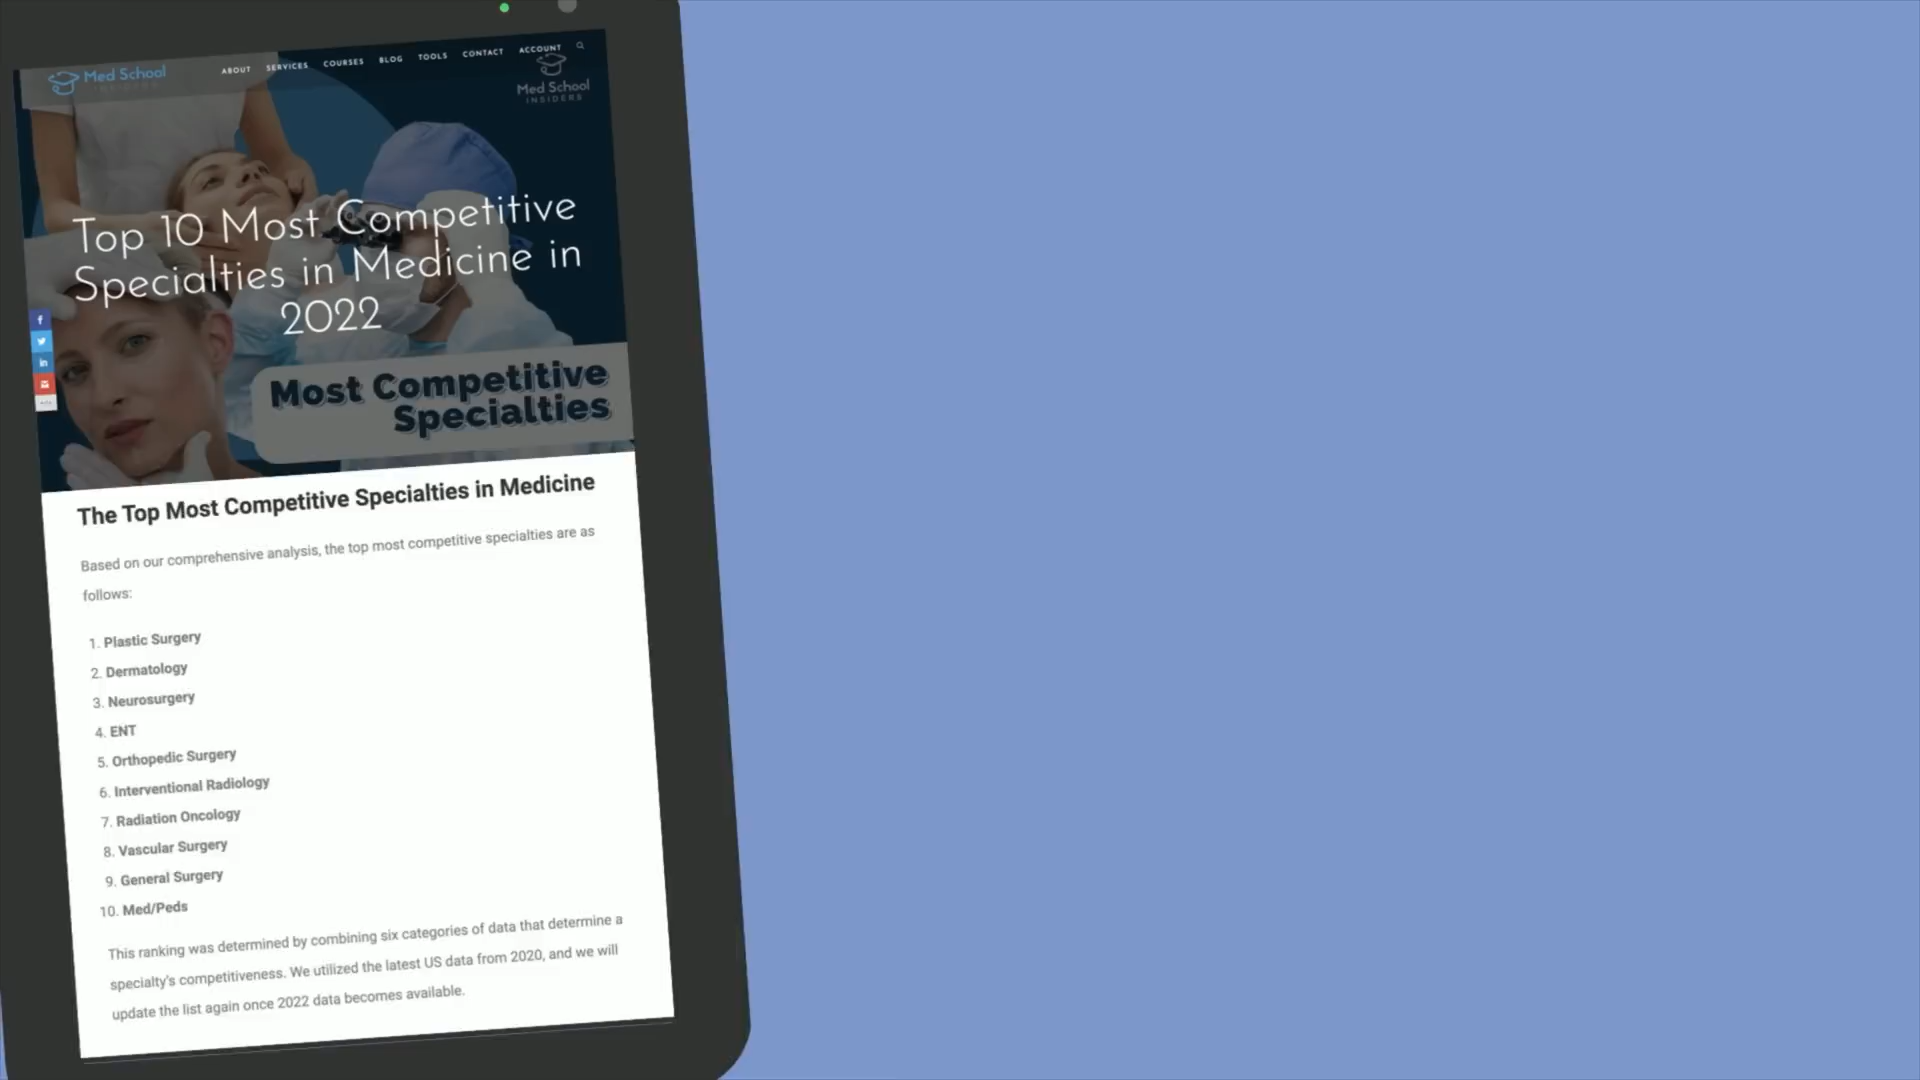 Med School
ABOUT SERVICES COURSES BLOG TOOLS CONTACT ACCOUNT
Med School
INSIDERS
Top 10 Most Competitive
Specialties in Medicine in
2022
Most Competitive
Specialties
The Top Most Competitive Specialties in Medicine
Based on our comprehensive analysis, the top most competitive specialties are as
follows:
1. Plastic Surgery
2. Dermatology
3. Neurosurgery
4. ENT
5. Orthopedic Surgery
6. Interventional Radiology
7. Radiation Oncology
8. Vascular Surgery
9. General Surgery
10. Med/Peds
This ranking was determined by combining six categories of data that determine a
specialty's competitiveness. We utilized the latest US data from 2020, and we will
update the list again once 2022 data becomes available.